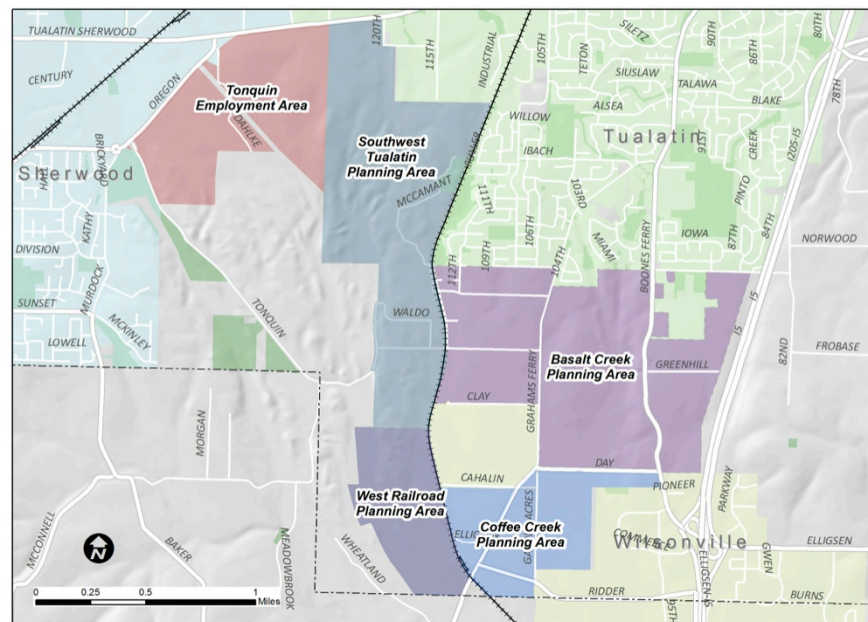 TUALATIN SHERWOOD
120TH
115TH
INDUSTRIAL
105TH
TETON
SILETZ
90TH
86TH
80TH
78TH
CENTURY
OREGON
Tonquin
Employment Area
DAHLKE
SIUSLAW
TALAWA
ALSEA
BLAKE
WILLOW
Tualatin
Southwest
Tualatin
Planning Area
IBACH
91ST
CREEK
PINTO
I205-I5
HALL
BRICKYARD
Sherwood
KATHY
MCCAMANT
111TH
106TH
103RD
MIAMI
BOONES FERRY
IOWA
87TH
84TH
NORWOOD
DIVISION
MURDOCK
112TH
109TH
104TH
SUNSET
MCKINLEY
LOWELL
TONQUIN
WALDO
I5
I5
82ND
FROBASE
Basalt Creek
Planning Area
GREENHILL
GRAHAMS FERRY
CLAY
MORGAN
CAHALIN
DAY
PIONEER
PARKWAY
West Railroad
Planning Area
Coffee Creek
Planning Area
COMMERCE
Wilsonville
ELLIGSEN
ELLIGSEN-I5
GWEN
MCCONNELL
BAKER
MEADOWBROOK
WHEATLAND
RIDDER
95TH
BURNS
N
0 0.25 0.5 1
Miles